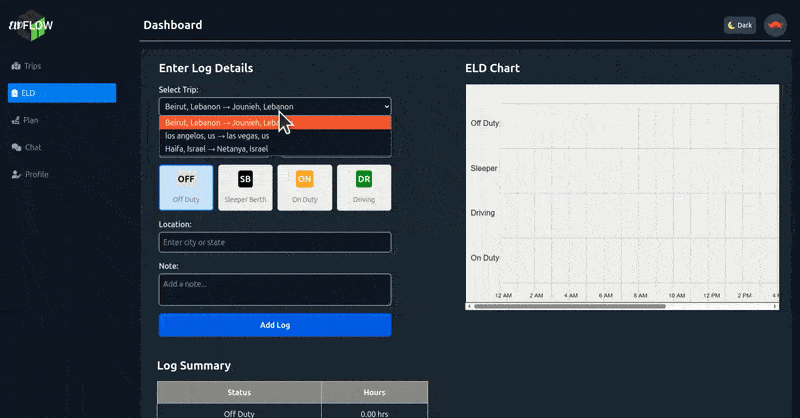 ELDFLOW
Dashboard
Dark
Trips
ELD
Plan
Chat
Profile
Enter Log Details
Select Trip:
Beirut, Lebanon → Jounieh, Lebanon
Beirut, Lebanon → Jounieh, Leba
los angelos, us → las vegas, us
Haifa, Israel → Netanya, Israel
OFF
Off Duty
SB
Sleeper Berth
ON
On Duty
DR
Driving
Location:
Enter city or state
Note:
Add a note...
Add Log
Log Summary
Status Hours
Off Duty 0.00 hrs
ELD Chart
Off Duty
Sleeper
Driving
On Duty
12 AM 2 AM 4 AM 6 AM 8 AM 10 AM 12 PM 2 PM 4